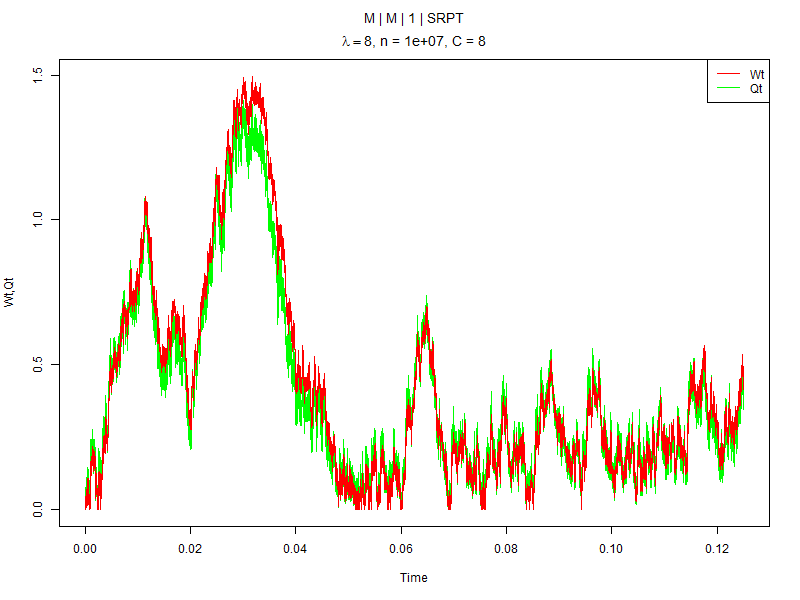 M | M | 1 | SRPT
λ = 8, n = 1e+07, C = 8
Wt
Qt
1.5
1.0
0.5
0.0
Wt,Qt
0.00 0.02 0.04 0.06 0.08 0.10 0.12
Time